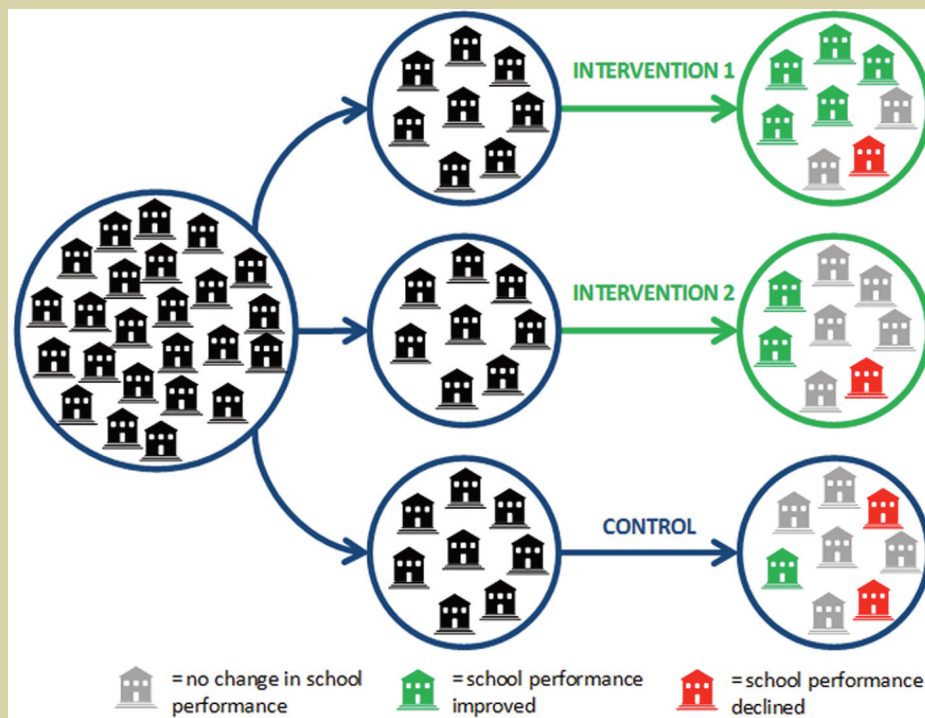 INTERVENTION 1
INTERVENTION 2
CONTROL
= no change in school
performance
= school performance
improved
= school performance
declined